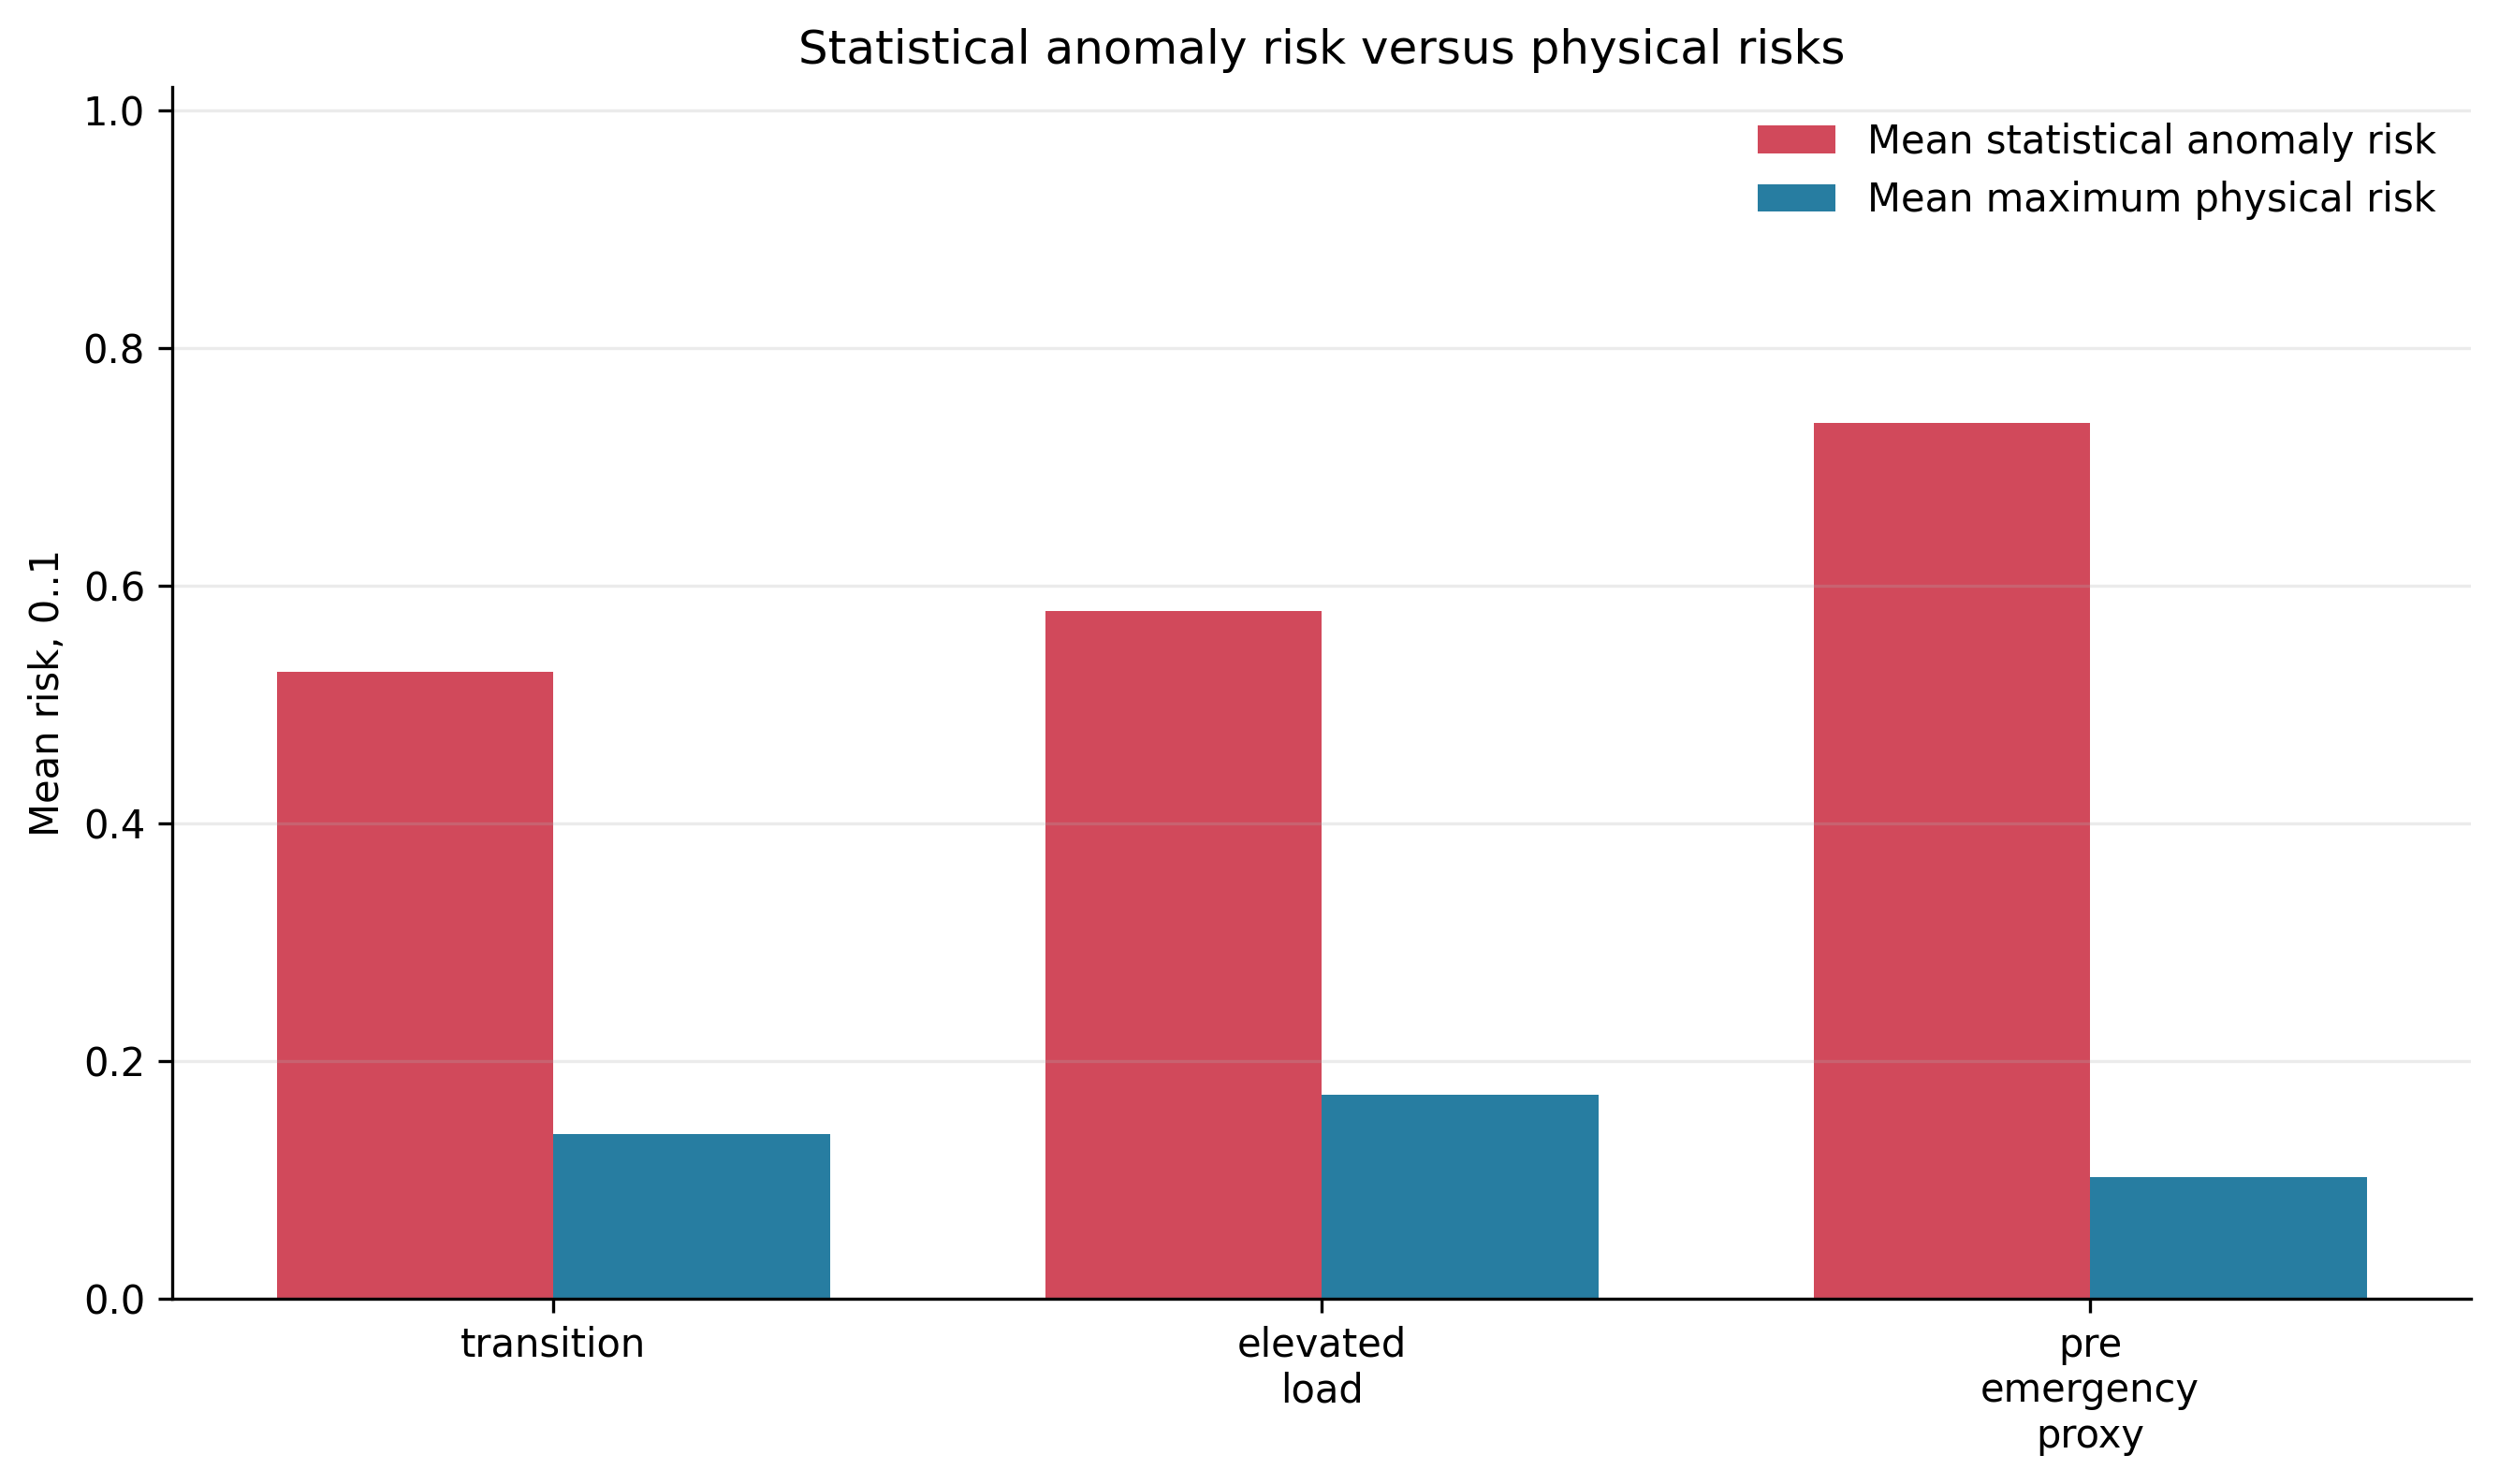 Statistical anomaly risk versus physical risks
Mean statistical anomaly risk
Mean maximum physical risk
Mean risk, 0..1
1.0
0.8
0.6
0.4
0.2
0.0
transition
elevated
load
pre
emergency
proxy